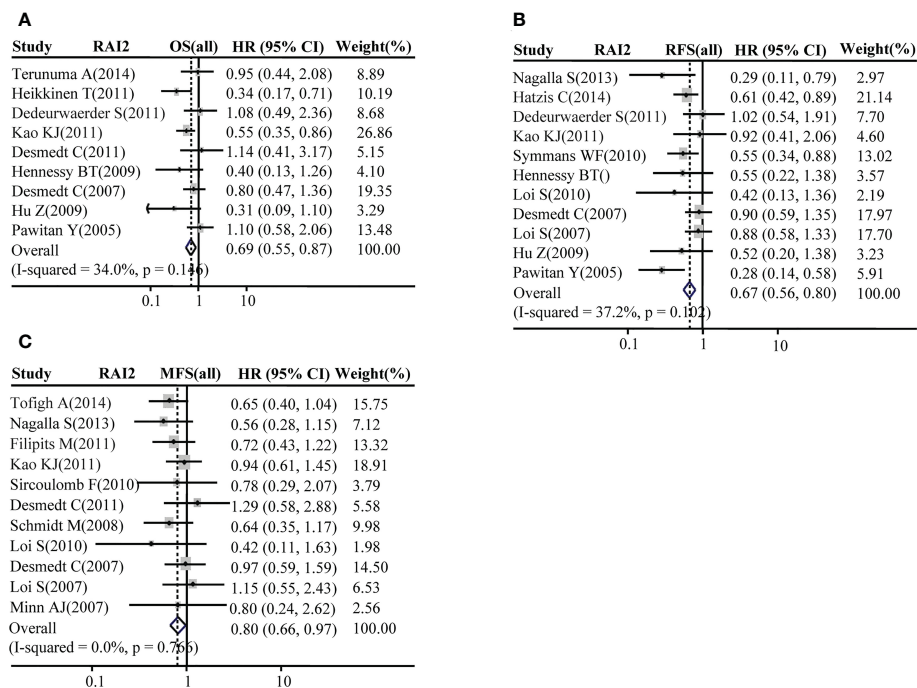 A
Study RAI2 OS(all) HR (95% CI) Weight(%)
Terunuma A(2014) 0.95 (0.44, 2.08) 8.89
Heikkinen T(2011) 0.34 (0.17, 0.71) 10.19
Dedeurwaerder S(2011) 1.08 (0.49, 2.36) 8.68
Kao KJ(2011) 0.55 (0.35, 0.86) 26.86
Desmedt C(2011) 1.14 (0.41, 3.17) 5.15
Hennessy BT(2009) 0.40 (0.13, 1.26) 4.10
Desmedt C(2007) 0.80 (0.47, 1.36) 19.35
Hu Z(2009) 0.31 (0.09, 1.10) 3.29
Pawitan Y(2005) 1.10 (0.58, 2.06) 13.48
Overall 0.69 (0.55, 0.87) 100.00
(I-squared = 34.0%, p = 0.146)
0.1 1 10
B
Study RAI2 RFS(all) HR (95% CI) Weight(%)
Nagalla S(2013) 0.29 (0.11, 0.79) 2.97
Hatzis C(2014) 0.61 (0.42, 0.89) 21.14
Dedeurwaerder S(2011) 1.02 (0.54, 1.91) 7.70
Kao KJ(2011) 0.92 (0.41, 2.06) 4.60
Symmans WF(2010) 0.55 (0.34, 0.88) 13.02
Hennessy BT() 0.55 (0.22, 1.38) 3.57
Loi S(2010) 0.42 (0.13, 1.36) 2.19
Desmedt C(2007) 0.90 (0.59, 1.35) 17.97
Loi S(2007) 0.88 (0.58, 1.33) 17.70
Hu Z(2009) 0.52 (0.20, 1.38) 3.23
Pawitan Y(2005) 0.28 (0.14, 0.58) 5.91
Overall 0.67 (0.56, 0.80) 100.00
(I-squared = 37.2%, p = 0.102)
0.1 1 10
C
Study RAI2 MFS(all) HR (95% CI) Weight(%)
Tofigh A(2014) 0.65 (0.40, 1.04) 15.75
Nagalla S(2013) 0.56 (0.28, 1.15) 7.12
Filipits M(2011) 0.72 (0.43, 1.22) 13.32
Kao KJ(2011) 0.94 (0.61, 1.45) 18.91
Sircoulomb F(2010) 0.78 (0.29, 2.07) 3.79
Desmedt C(2011) 1.29 (0.58, 2.88) 5.58
Schmidt M(2008) 0.64 (0.35, 1.17) 9.98
Loi S(2010) 0.42 (0.11, 1.63) 1.98
Desmedt C(2007) 0.97 (0.59, 1.59) 14.50
Loi S(2007) 1.15 (0.55, 2.43) 6.53
Minn AJ(2007) 0.80 (0.24, 2.62) 2.56
Overall 0.80 (0.66, 0.97) 100.00
(I-squared = 0.0%, p = 0.766)
0.1 1 10